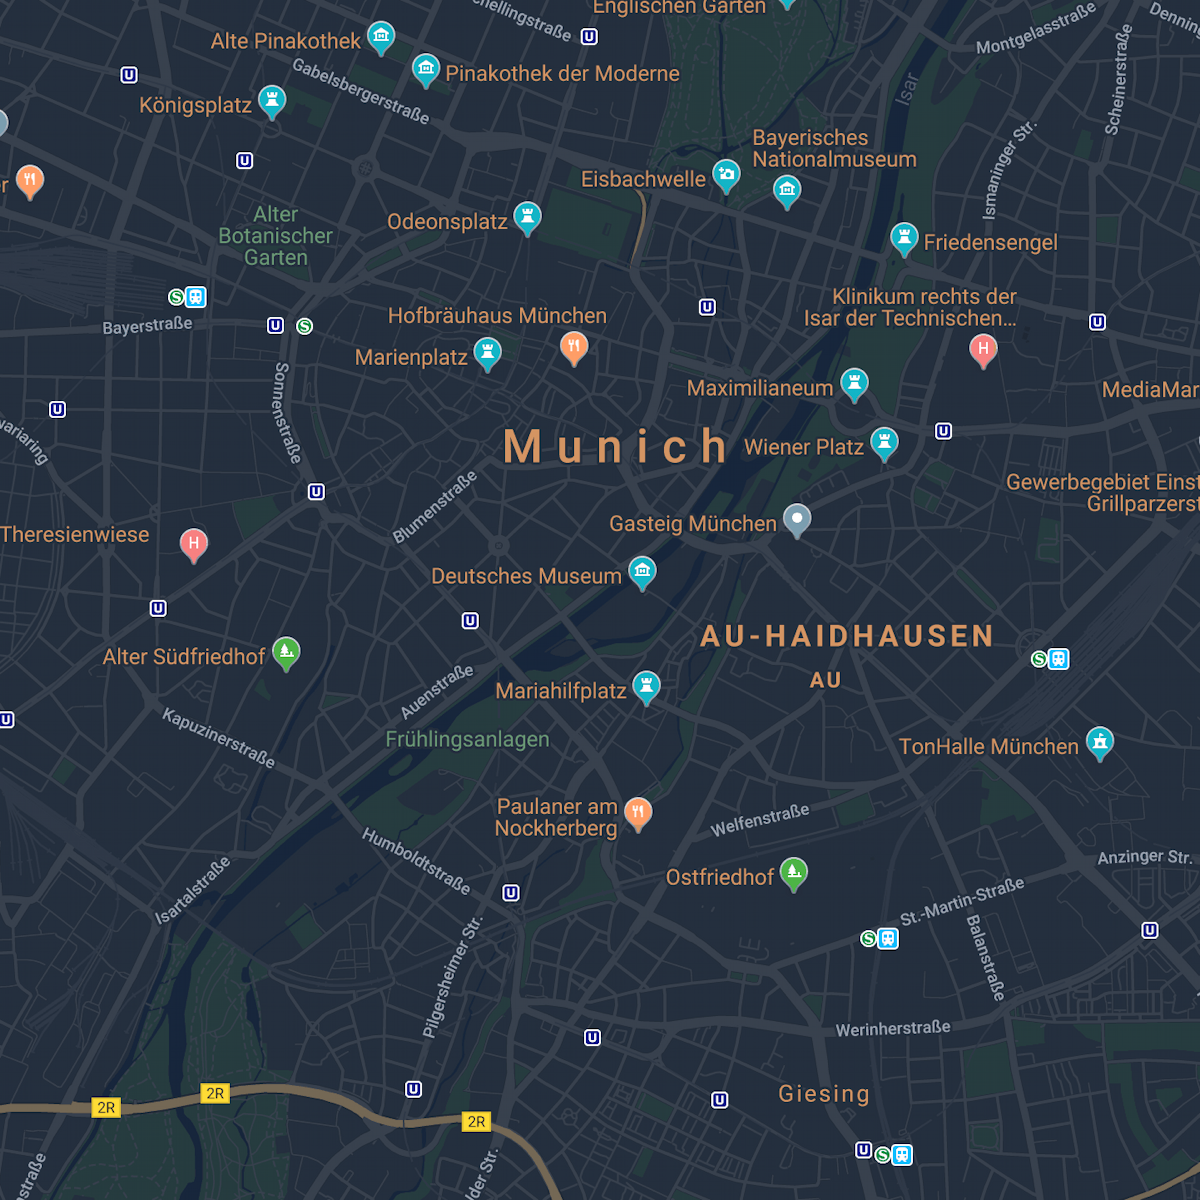 Englischen Garten
Schellingstraße
Denning
Montgelasstraße
Alte Pinakothek
Pinakothek der Moderne
Gabelsbergerstraße
Königsplatz
Isar
Scheinerstraße
Ismaninger Str.
Bayerisches
Nationalmuseum
Eisbachwelle
Alter
Botanischer
Garten
Odeonsplatz
Friedensengel
Klinikum rechts der
Isar der Technischen...
H
Hofbräuhaus München
Bayerstraße
Marienplatz
Sonnenstraße
Maximilianeum
MediaMar
Munich
Wiener Platz
Blumenstraße
Gewerbegebiet Einst
Grillparzerst
Gasteig München
Theresienwiese
H
Deutsches Museum
AU-HAIDHAUSEN
AU
Alter Südfriedhof
Auenstraße
Mariahilfplatz
Kapuzinerstraße
Frühlingsanlagen
TonHalle München
Paulaner am
Nockherberg
Welfenstraße
Humboldtstraße
Anzinger Str.
Ostfriedhof
Isartalstraße
St.-Martin-Straße
Balanstraße
Pilgersheimer Str.
Werinherstraße
Giesing
2R
2R
2R